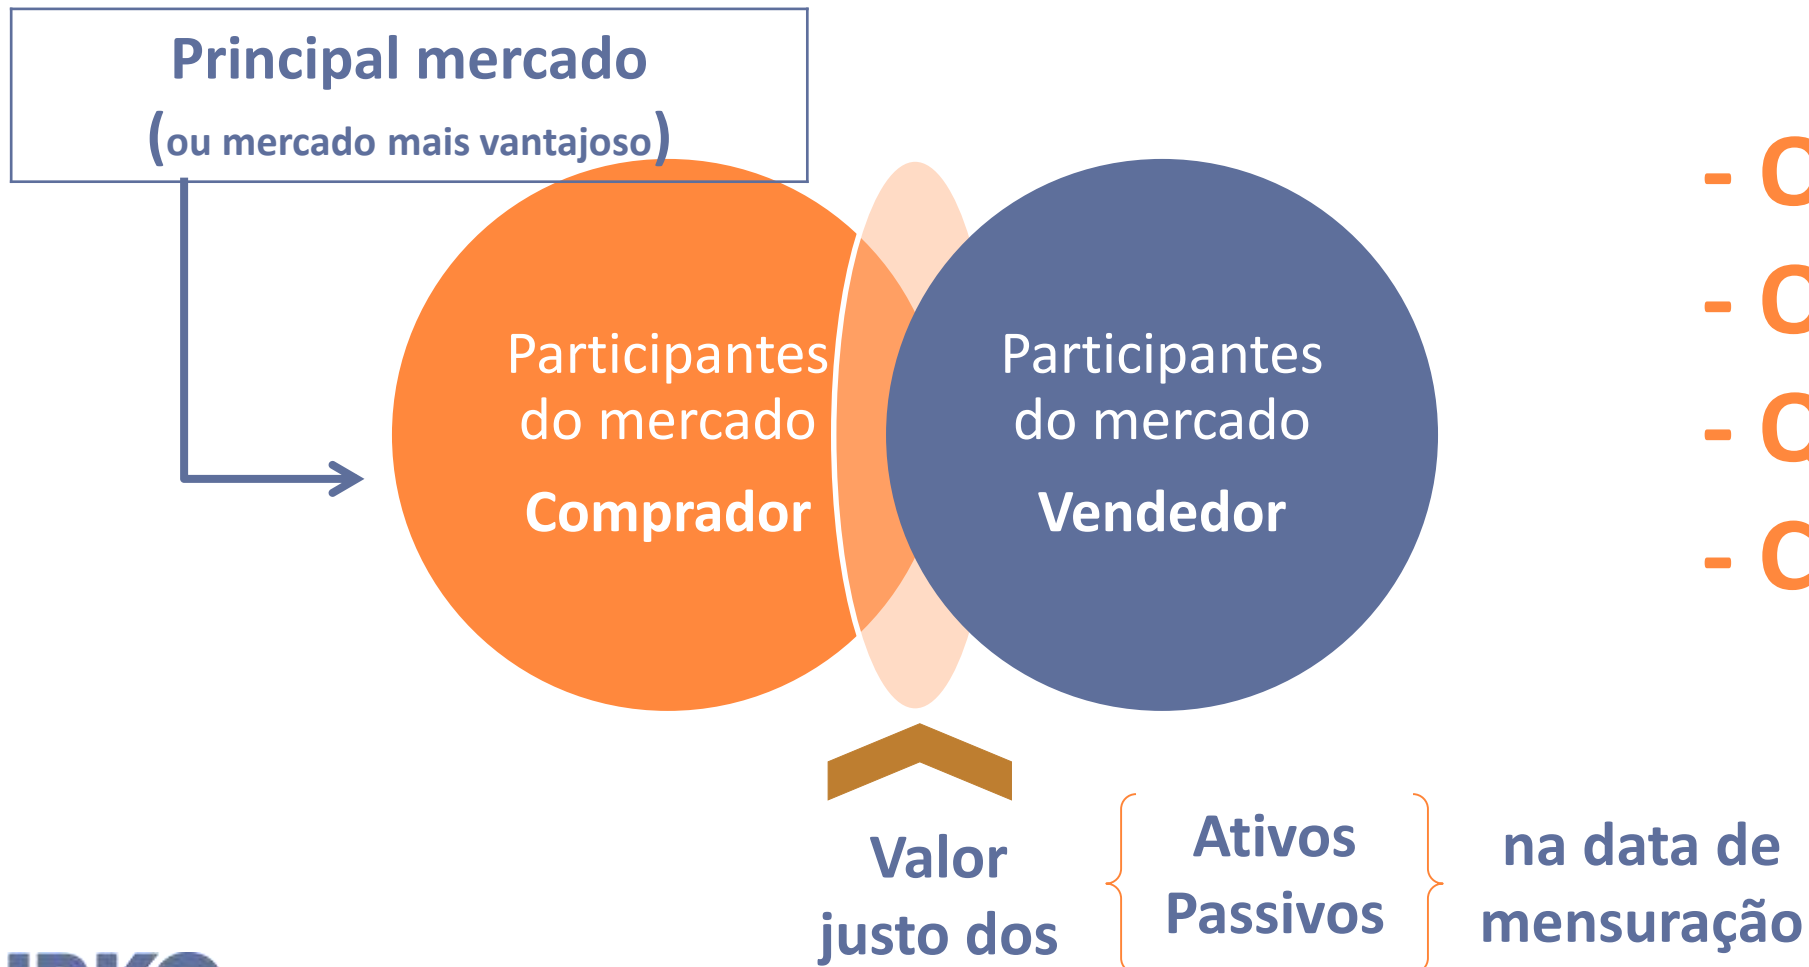 Principal mercado
(ou mercado mais vantajoso)
Participantes
do mercado
Comprador
Participantes
do mercado
Vendedor
- C
- C
- C
- C
Valor
justo dos
Ativos
Passivos
na data de
mensuração